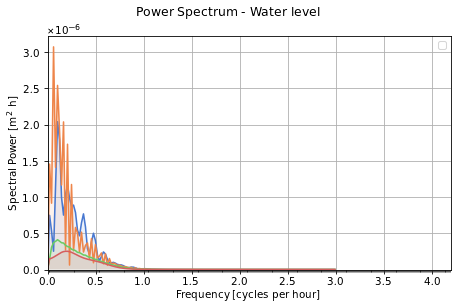 Power Spectrum - Water level
×10⁻⁶
3.0
2.5
2.0
1.5
1.0
0.5
0.0
Spectral Power [m² h]
0.0 0.5 1.0 1.5 2.0 2.5 3.0 3.5 4.0
Frequency [cycles per hour]